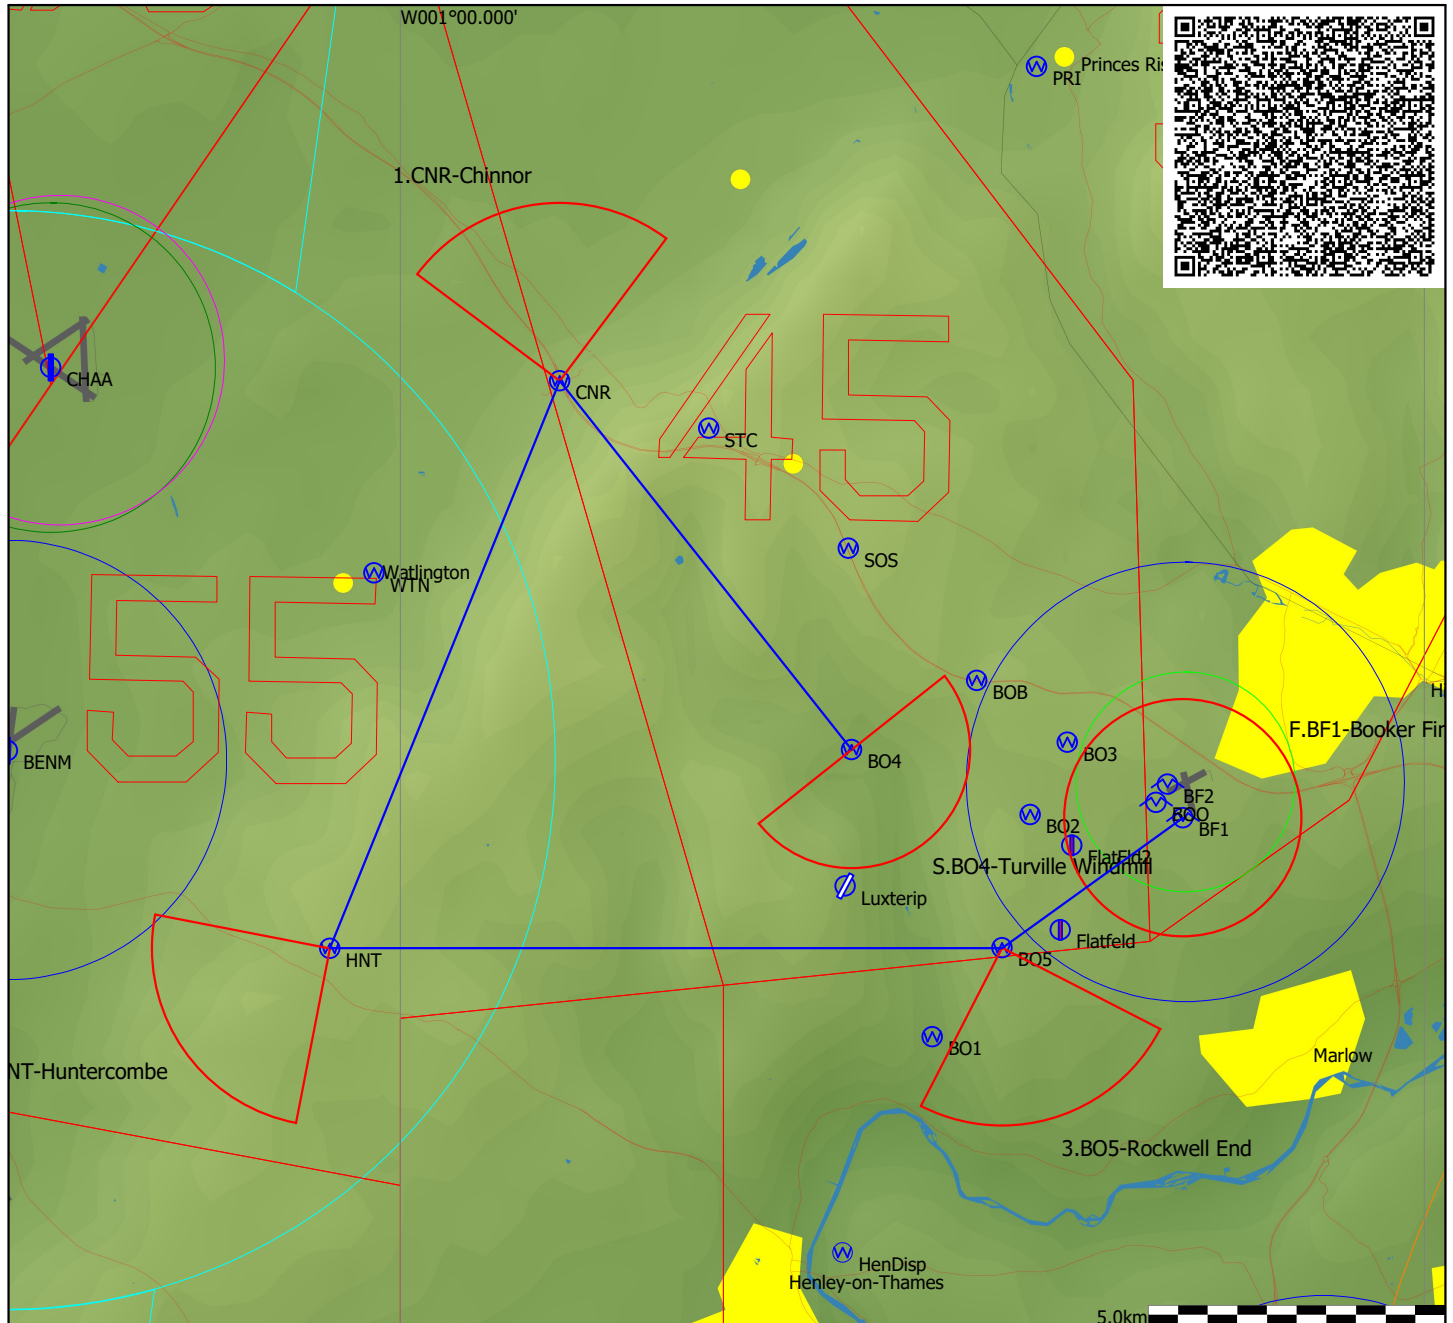 W001°00.000'
Princes Ris
PRI
1.CNR-Chinnor
CHAA
CNR
45
STC
SOS
Watlington
WTN
55
BOB
H
F.BF1-Booker Fir
BO3
BENM
BO4
BF2
BO2
BF1
FlatFld2
S.BO4-Turville Windmill
Luxterip
Flatfeld
HNT
BO5
BO1
Marlow
NT-Huntercombe
3.BO5-Rockwell End
HenDisp
Henley-on-Thames
5.0km